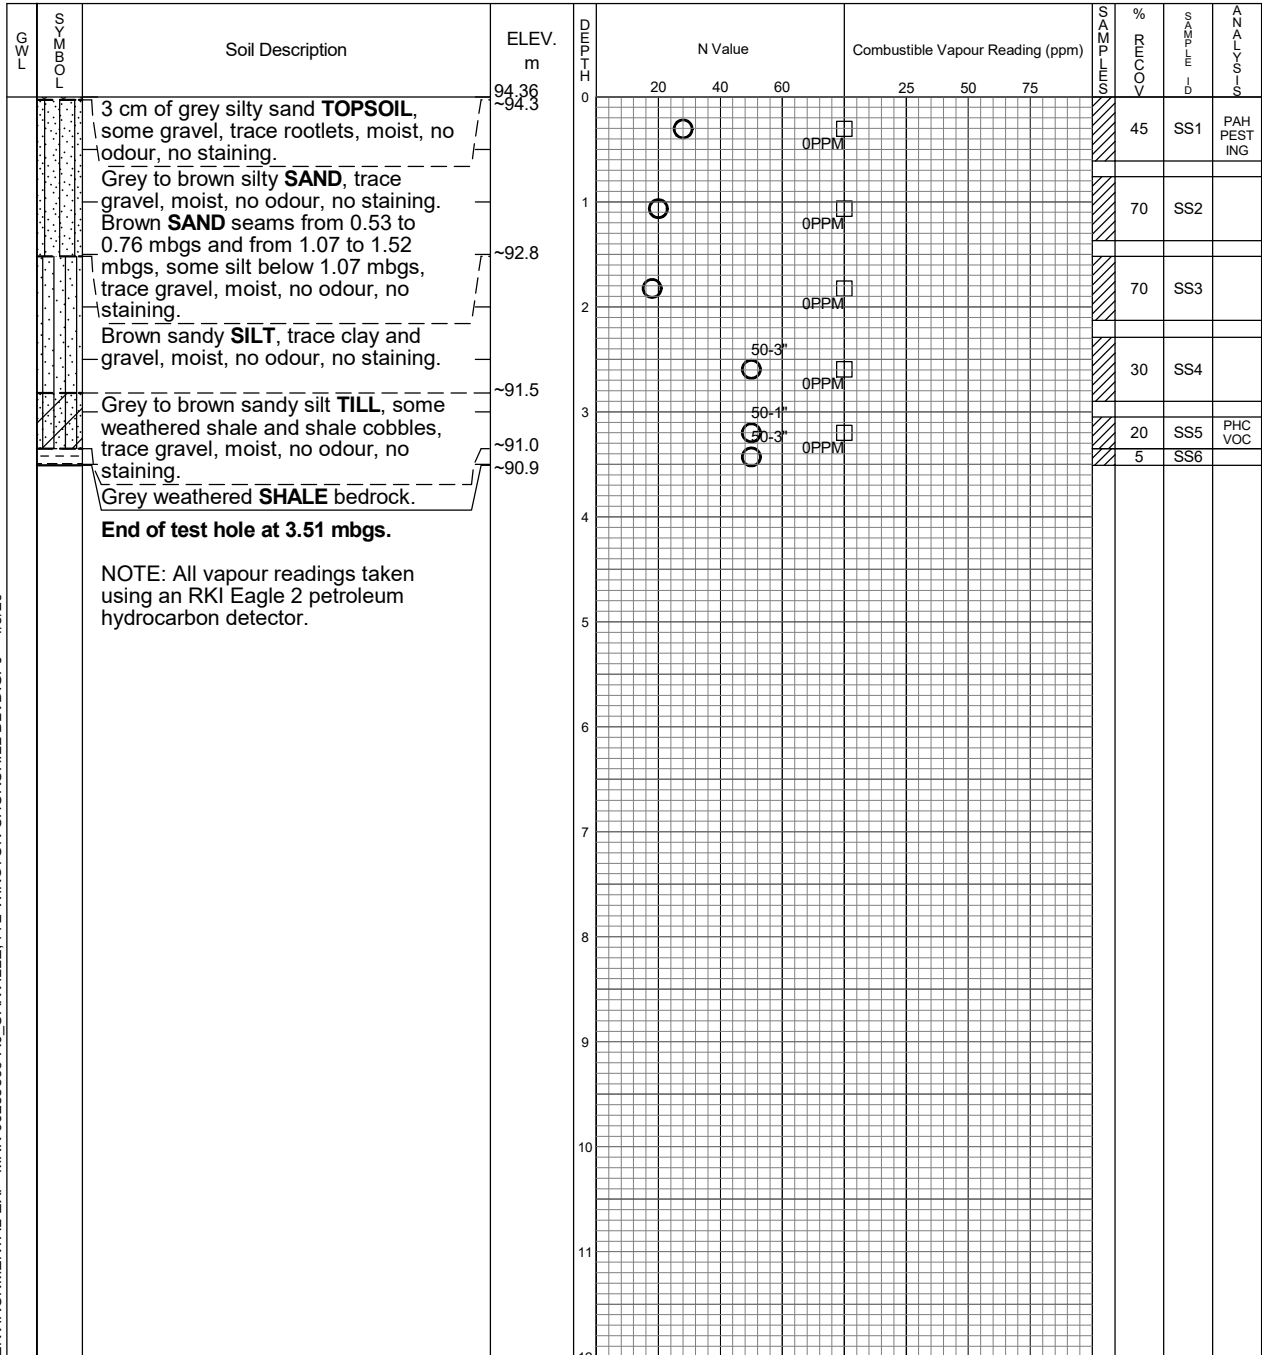 GWL
SYMBOL
Soil Description
ELEV.
m
DEPTH
N Value
Combustible Vapour Reading (ppm)
SAMPLES
% RECOV
SAMPLE ID
ANALYSIS
20 40 60
25 50 75
94.36
~94.3
0
3 cm of grey silty sand TOPSOIL,
some gravel, trace rootlets, moist, no
odour, no staining.
Grey to brown silty SAND, trace
gravel, moist, no odour, no staining.
Brown SAND seams from 0.53 to
0.76 mbgs and from 1.07 to 1.52
mbgs, some silt below 1.07 mbgs,
trace gravel, moist, no odour, no
staining.
~92.8
Brown sandy SILT, trace clay and
gravel, moist, no odour, no staining.
~91.5
Grey to brown sandy silt TILL, some
weathered shale and shale cobbles,
trace gravel, moist, no odour, no
staining.
~91.0
~90.9
Grey weathered SHALE bedrock.
End of test hole at 3.51 mbgs.
NOTE: All vapour readings taken
using an RKI Eagle 2 petroleum
hydrocarbon detector.
0PPM
45 SS1 PAH
PEST
ING
1
0PPM
70 SS2
0PPM
70 SS3
2
50-3"
0PPM
30 SS4
3
50-1"
50-3"
0PPM
20 SS5 PHC
VOC
5 SS6
4
5
6
7
8
9
10
11